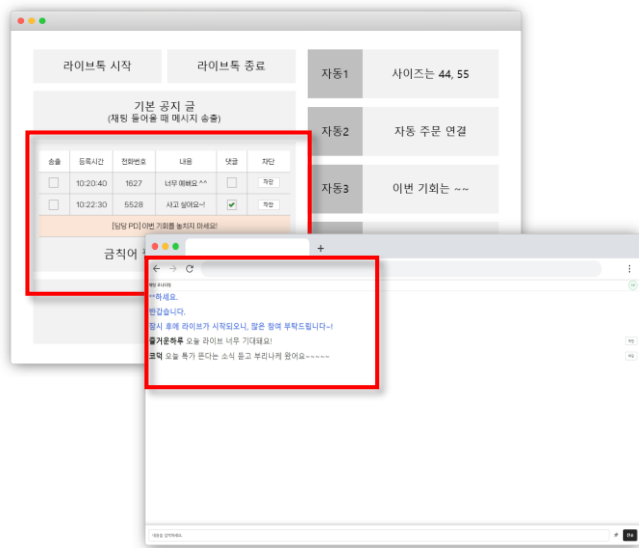 라이브톡 시작
라이브톡 종료
기본 공지 글
(채팅 들어올 때 메시지 송출)
송출 등록시간 전화번호 내용 댓글 차단
10:20:40 1627 너무 예뻐요 ^^ 차단
10:22:30 5528 사고 싶어요~! 차단
[담당 PD] 이번 기회를 놓치지 마세요!
금칙어
자동1 사이즈는 44, 55
자동2 자동 주문 연결
자동3 이번 기회는 ~~
**하세요.
반갑습니다.
잠시 후에 라이브가 시작되오니, 많은 참여 부탁드립니다~!
즐거운하루 오늘 라이브 너무 기대돼요!
코덕 오늘 특가 뜬다는 소식 듣고 부리나케 왔어요~~~~~
내용을 입력하세요.